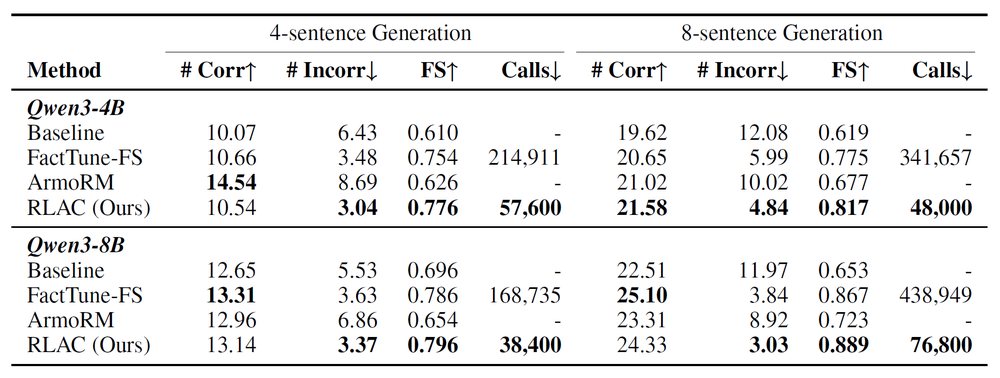 4-sentence Generation 8-sentence Generation
Method # Corr↑ # Incorr↓ FS↑ Calls↓ # Corr↑ # Incorr↓ FS↑ Calls↓
Qwen3-4B
Baseline 10.07 6.43 0.610 - 19.62 12.08 0.619 -
FactTune-FS 10.66 3.48 0.754 214,911 20.65 5.99 0.775 341,657
ArmoRM 14.54 8.69 0.626 - 21.02 10.02 0.677 -
RLAC (Ours) 10.54 3.04 0.776 57,600 21.58 4.84 0.817 48,000
Qwen3-8B
Baseline 12.65 5.53 0.696 - 22.51 11.97 0.653 -
FactTune-FS 13.31 3.63 0.786 168,735 25.10 3.84 0.867 438,949
ArmoRM 12.96 6.86 0.654 - 23.31 8.92 0.723 -
RLAC (Ours) 13.14 3.37 0.796 38,400 24.33 3.03 0.889 76,800